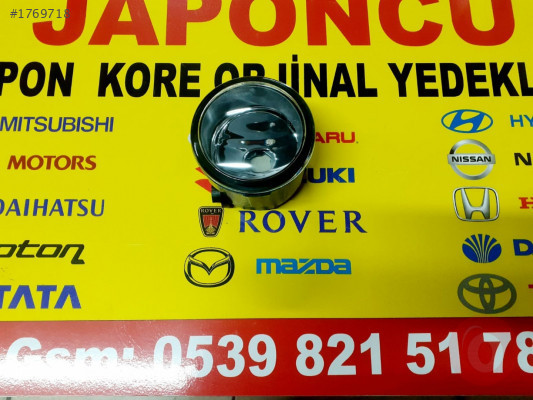 #1769718
JAPONCU
PON KORE ORJİNAL YEDEKL
MITSUBISHI
MOTORS
DAIHATSU
oton
TATA
ARU
UKI
ROVER
ROVER
mazda
HY
NISSAN
N
H
D
T
Gsm: 0539 821 51 78